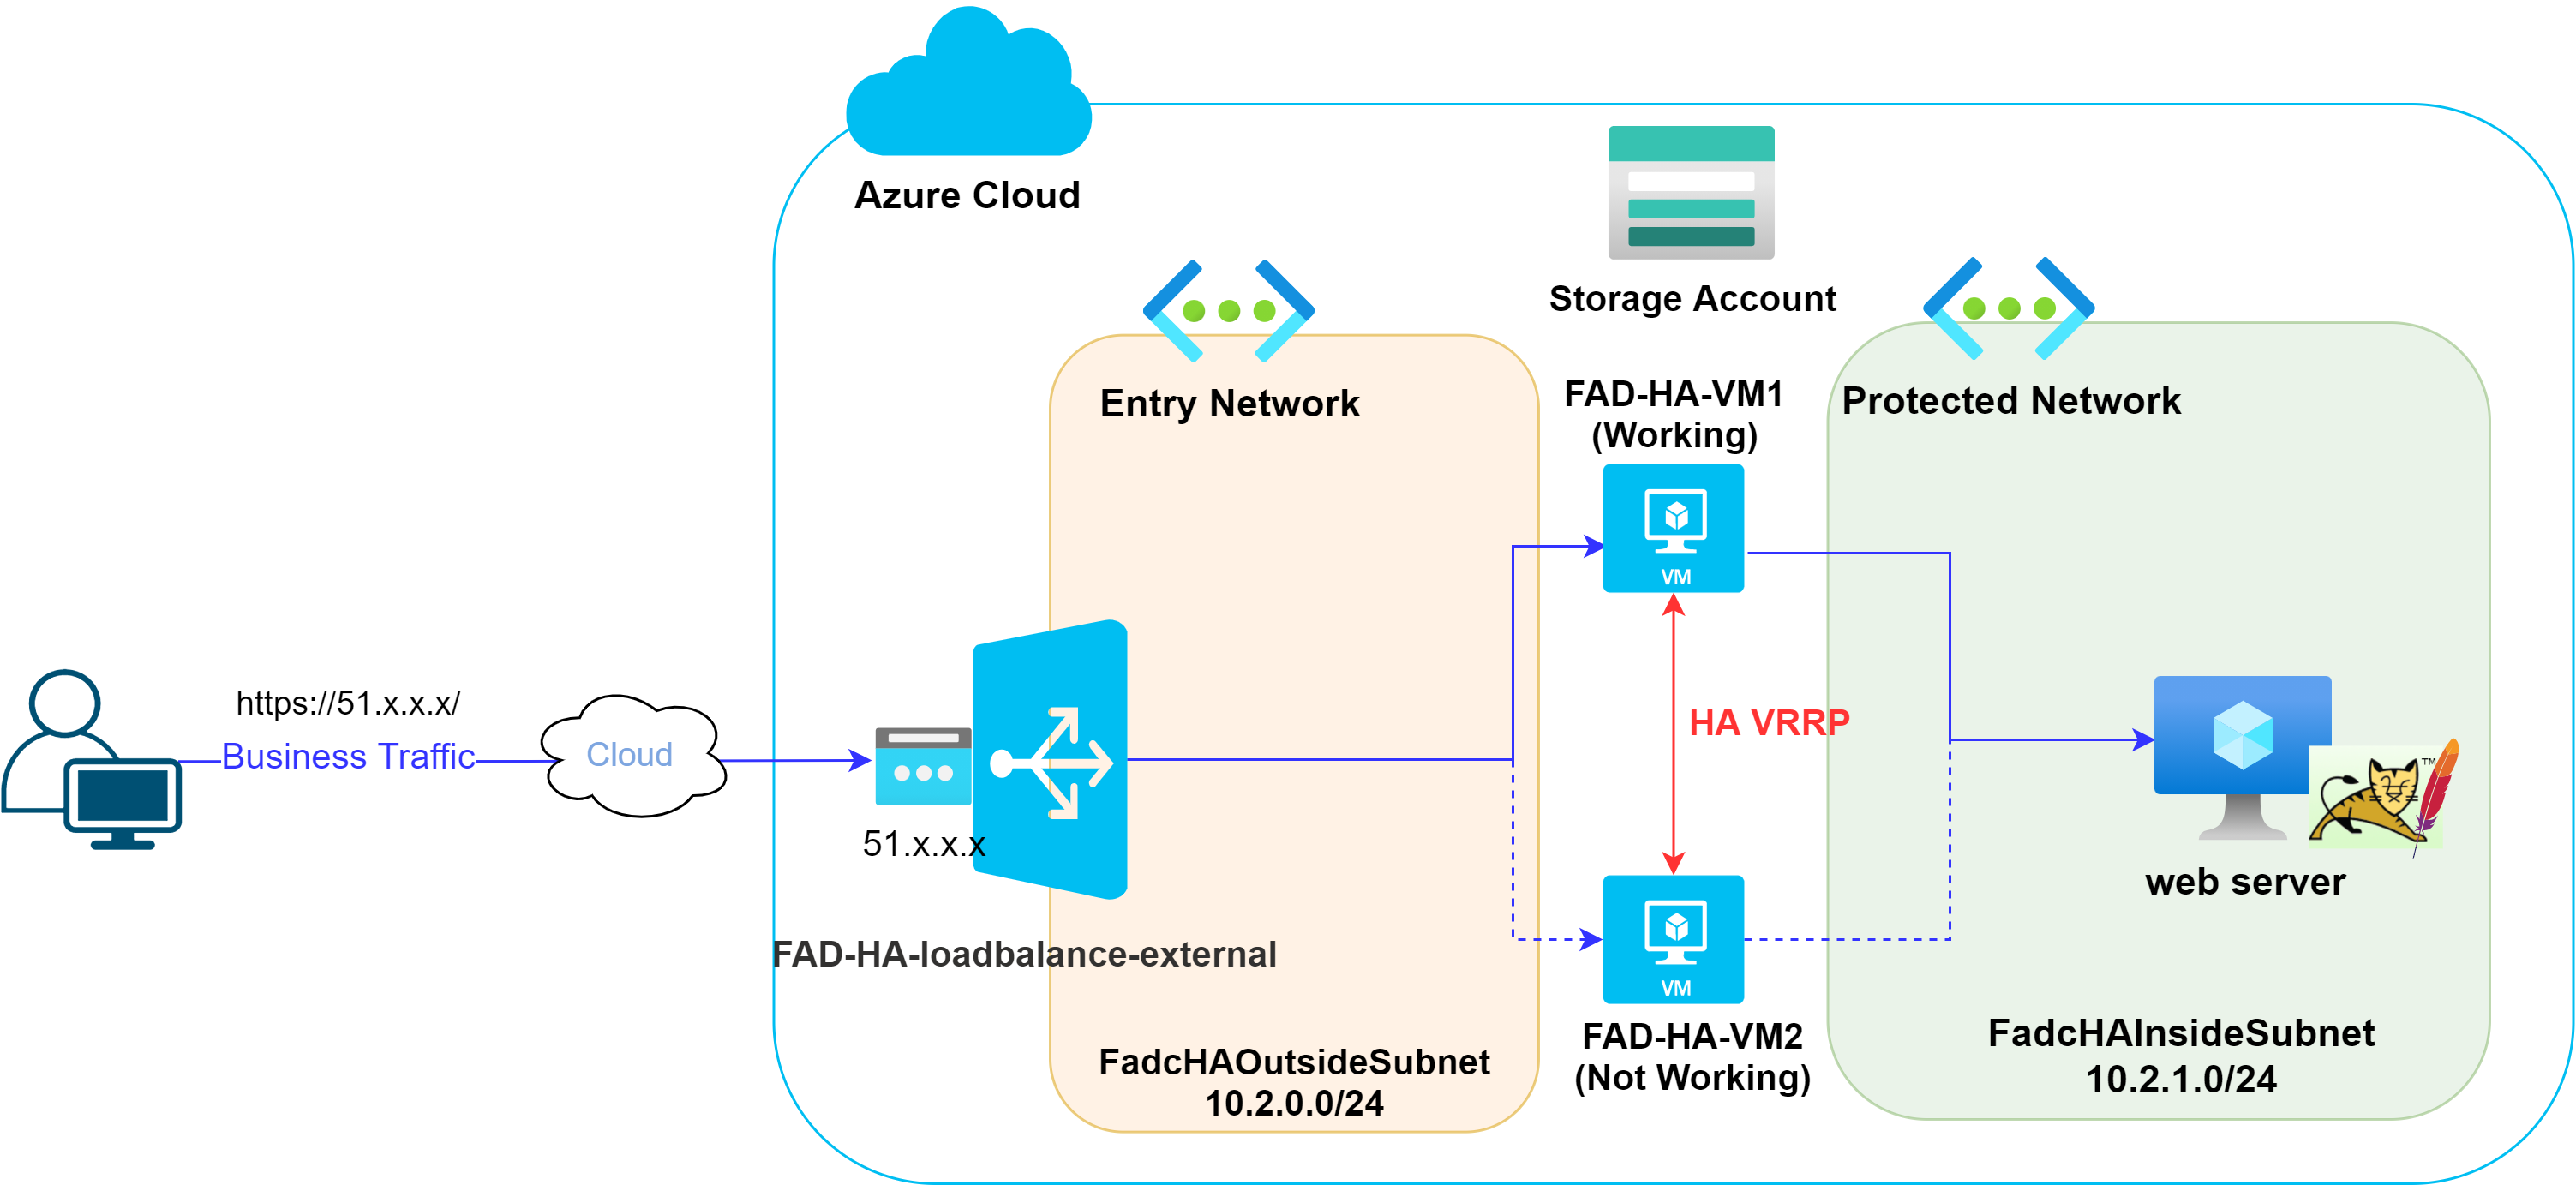 Azure Cloud
Storage Account
Entry Network
FAD-HA-VM1
(Working)
Protected Network
VM
https://51.x.x.x/
Business Traffic
Cloud
51.x.x.x
HA VRRP
TM
web server
FAD-HA-loadbalance-external
VM
FAD-HA-VM2
(Not Working)
FadcHAOutsideSubnet
10.2.0.0/24
FadcHAInsideSubnet
10.2.1.0/24